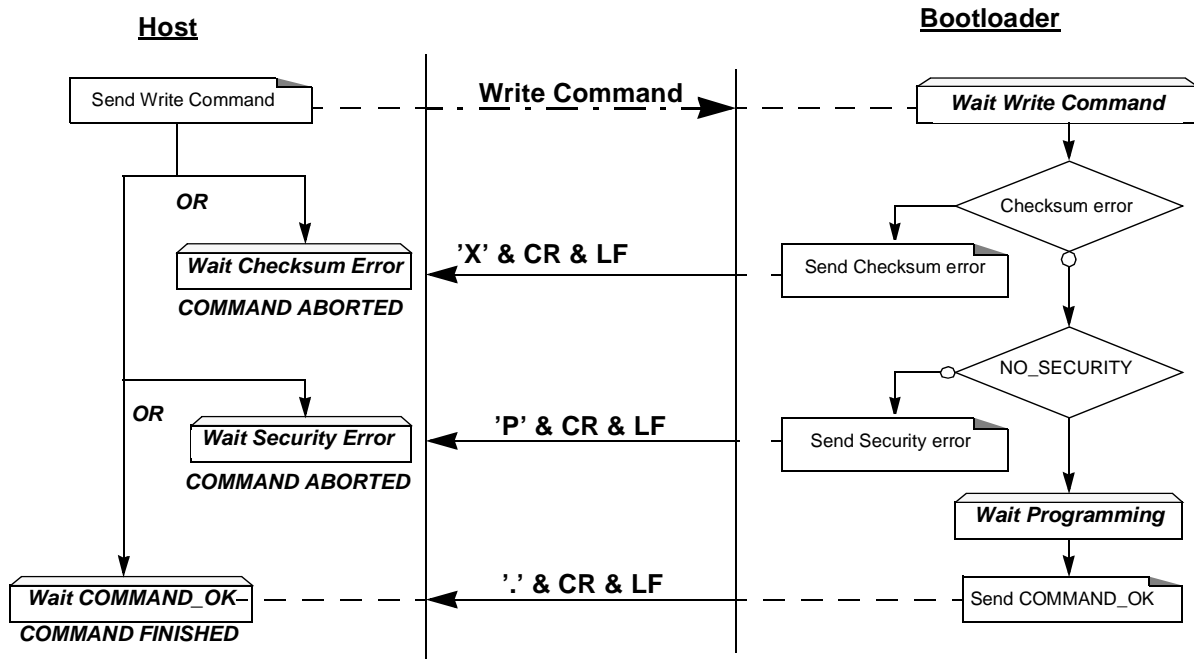 Host
Bootloader
Send Write Command
Write Command
Wait Write Command
OR
Checksum error
Wait Checksum Error
'X' & CR & LF
Send Checksum error
COMMAND ABORTED
NO_SECURITY
OR
Wait Security Error
'P' & CR & LF
Send Security error
COMMAND ABORTED
Wait Programming
Wait COMMAND_OK
'.' & CR & LF
Send COMMAND_OK
COMMAND FINISHED